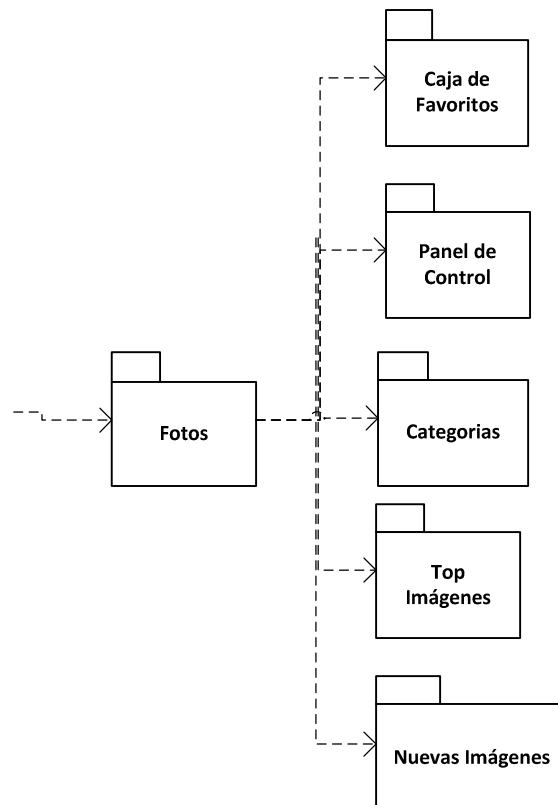 Caja de
Favoritos
Panel de
Control
Fotos
Categorias
Top
Imágenes
Nuevas Imágenes